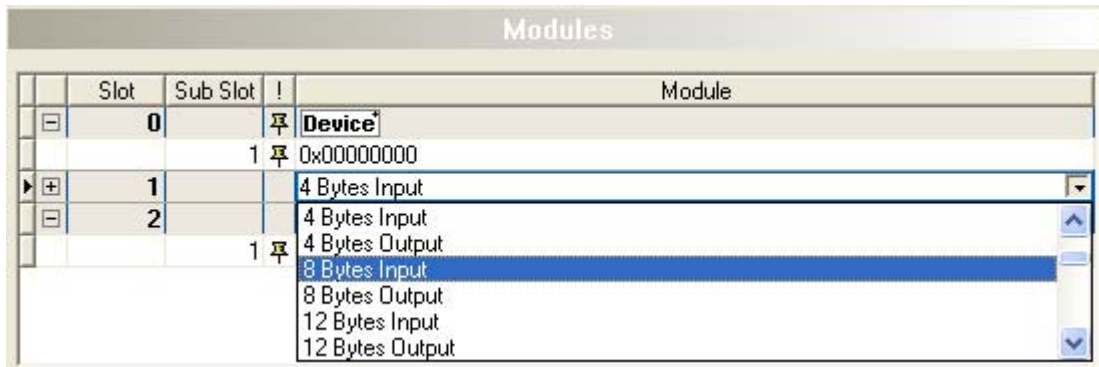 Modules
Slot Sub Slot ! Module
0 Device*
1 0x00000000
1 4 Bytes Input
2 4 Bytes Input
1 4 Bytes Output
8 Bytes Input
8 Bytes Output
12 Bytes Input
12 Bytes Output